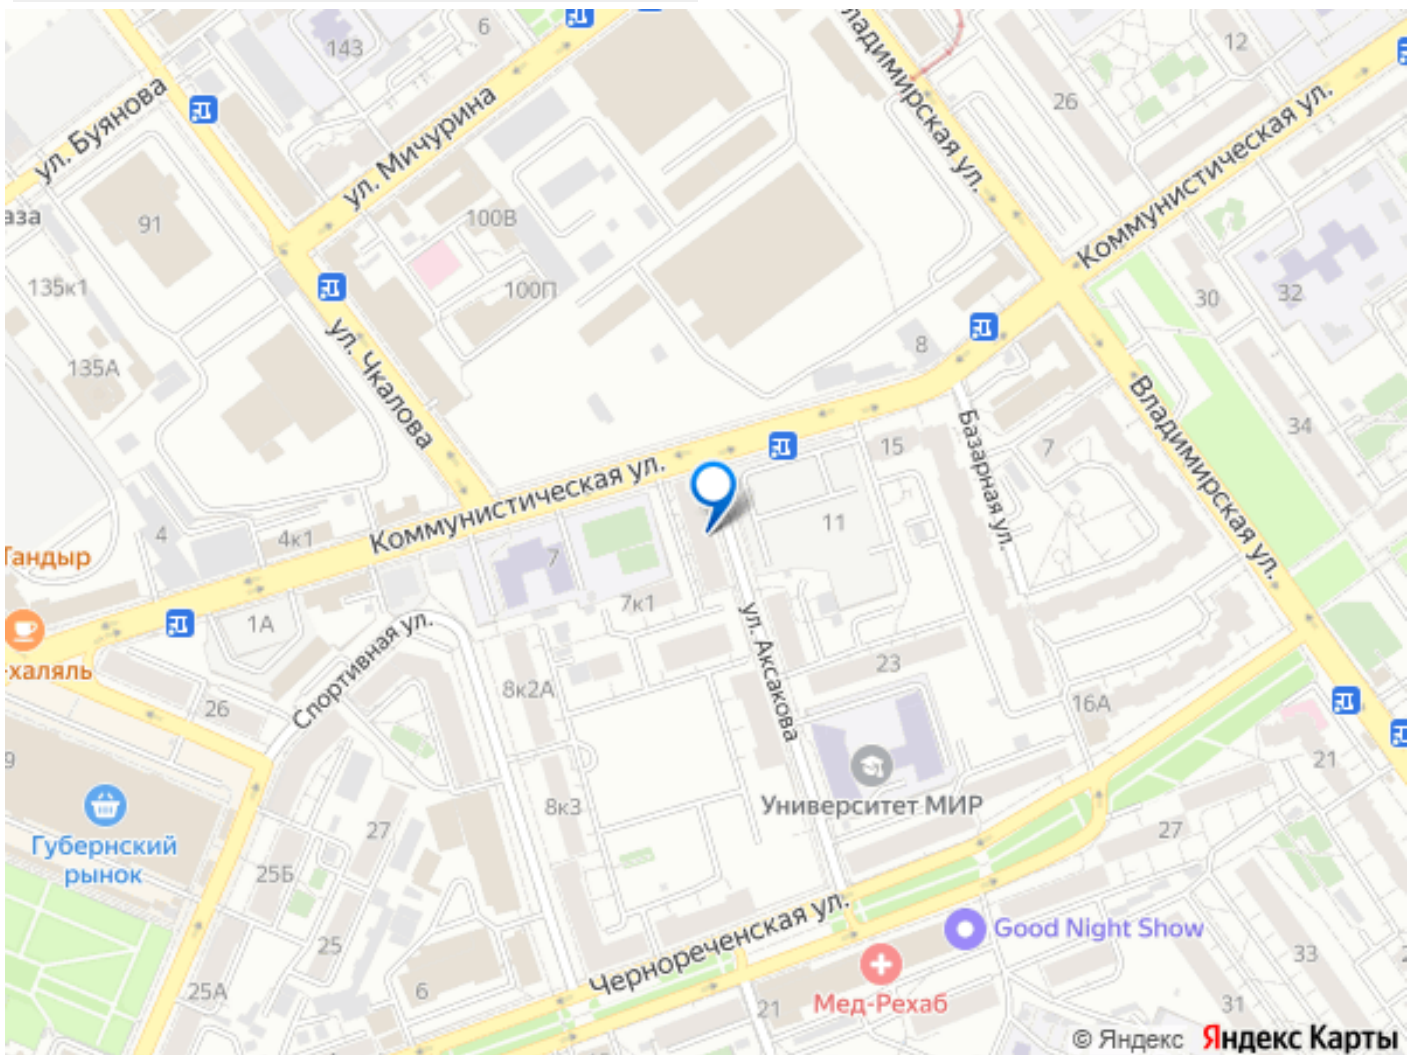 6
143
12
26
Владимирская ул.
Коммунистическая ул.
ул. Буянова
ул. Мичурина
аза
91
100В
100П
135к1
135А
ул. Чкалова
30
32
8
34
Владимирская ул.
Базарная ул.
7
15
Коммунистическая ул.
11
4
4к1
7
Тандыр
1А
7к1
-халяль
Спортивная ул.
ул. Аксакова
23
8к2А
26
16А
9
21
Университет МИР
8к3
27
27
Губернский
рынок
25Б
Чернореченская ул.
Good Night Show
25
33
25А
6
21
Мед-Рехаб
31
2
© Яндекс Яндекс Карты